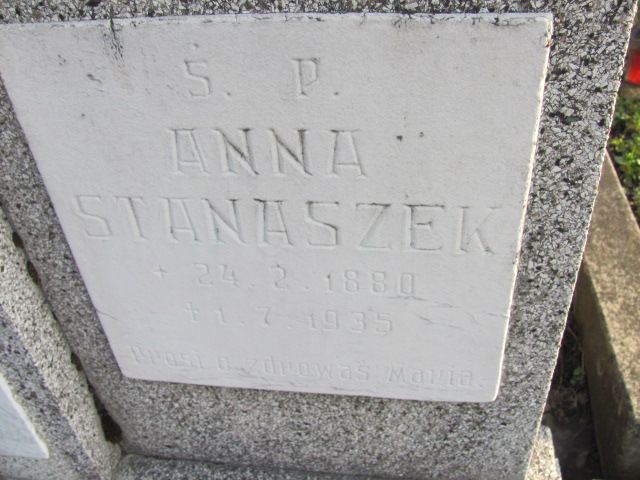 Ś. P.
ANNA
STANASZEK
* 24.2.1880
† 1.7.1935
prosi o zdrowaś Maria.